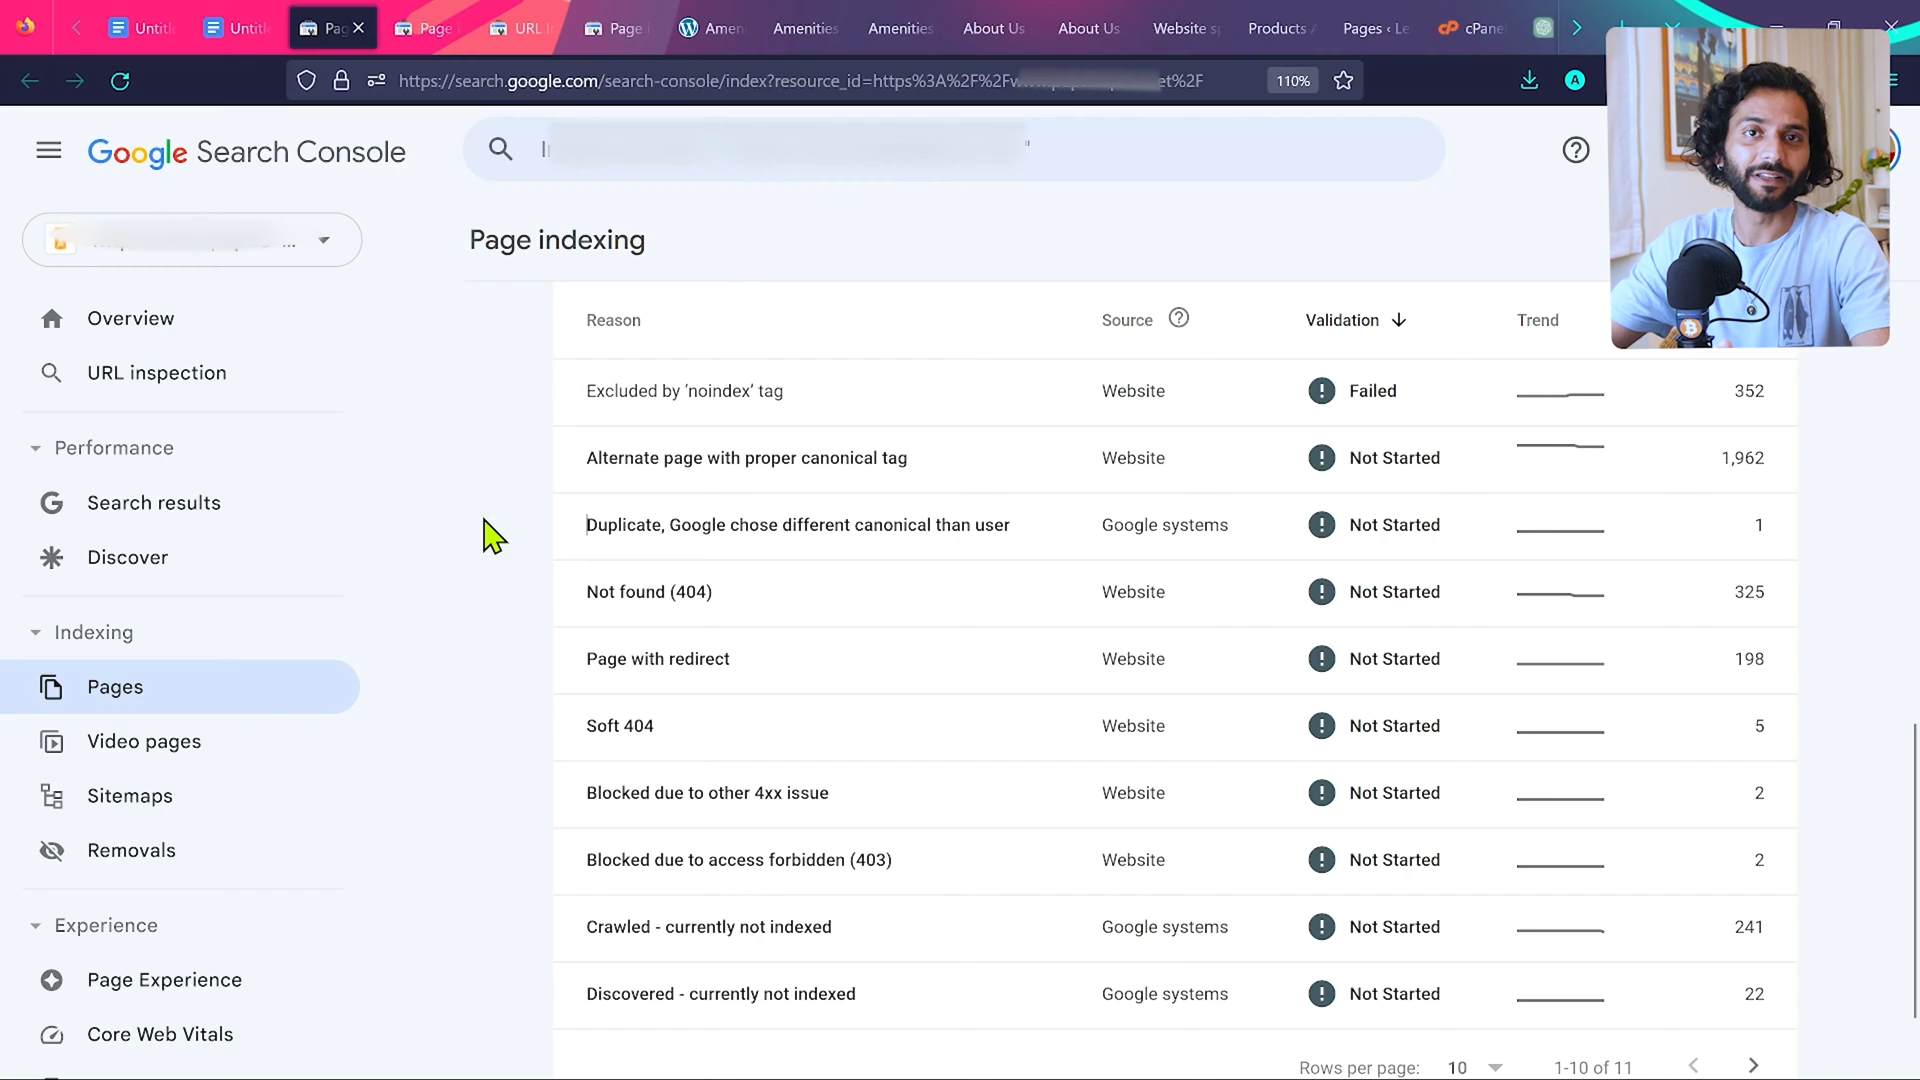 Untitl
Untitl
Pag
Page i
URL In
Page i
Amen
Amenities
Amenities
About Us
About Us
Website sp
Products /
Pages ‹ Le
cPane
https://search.google.com/search-console/index?resource_id=https%3A%2F%2Fw
et%2F
110%
A
Google Search Console
Page indexing
Overview
URL inspection
Performance
Search results
Discover
Indexing
Pages
Video pages
Sitemaps
Removals
Experience
Page Experience
Core Web Vitals
Reason Source Validation Trend
Excluded by ‘noindex’ tag Website Failed 352
Alternate page with proper canonical tag Website Not Started 1,962
Duplicate, Google chose different canonical than user Google systems Not Started 1
Not found (404) Website Not Started 325
Page with redirect Website Not Started 198
Soft 404 Website Not Started 5
Blocked due to other 4xx issue Website Not Started 2
Blocked due to access forbidden (403) Website Not Started 2
Crawled - currently not indexed Google systems Not Started 241
Discovered - currently not indexed Google systems Not Started 22
Rows per page: 10 1-10 of 11